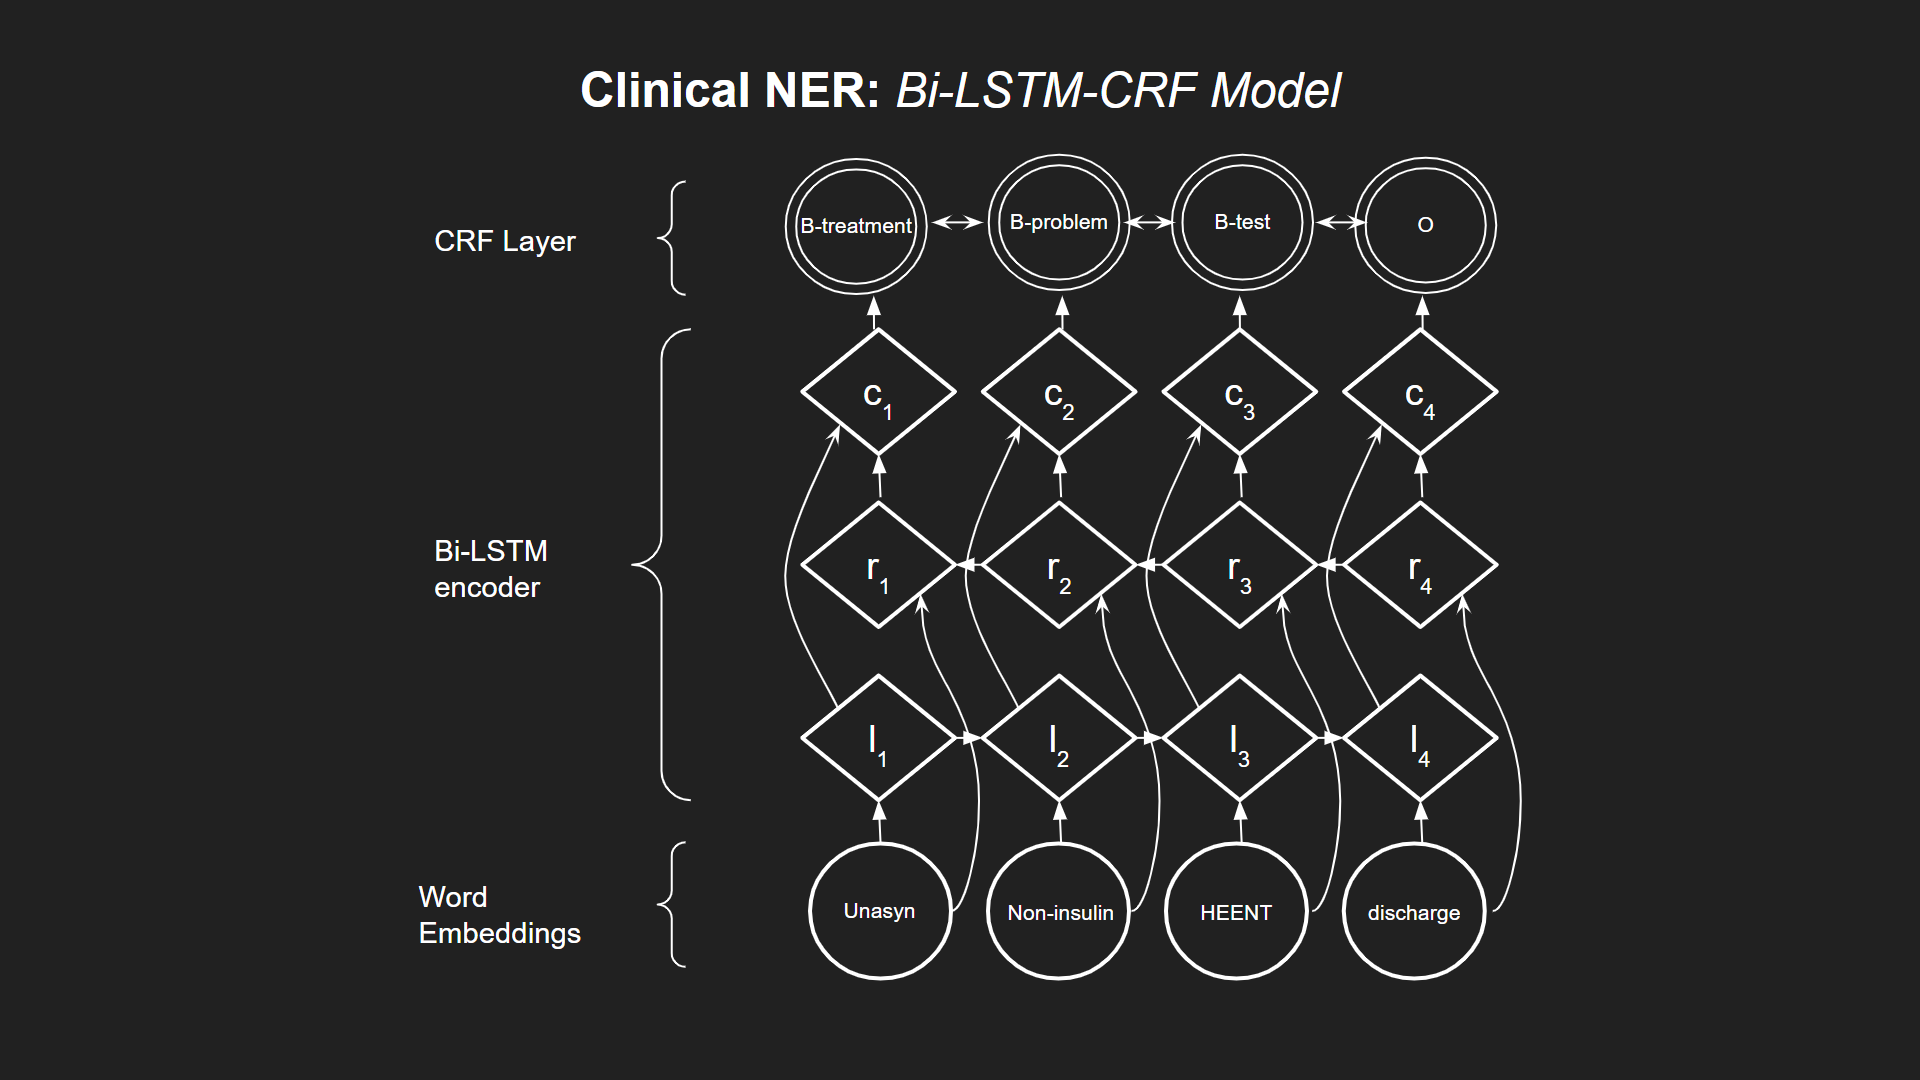 Clinical NER: Bi-LSTM-CRF Model
CRF Layer
B-treatment
B-problem
B-test
O
c1
c2
c3
c4
Bi-LSTM
encoder
r1
r2
r3
r4
l1
l2
l3
l4
Word
Embeddings
Unasyn
Non-insulin
HEENT
discharge